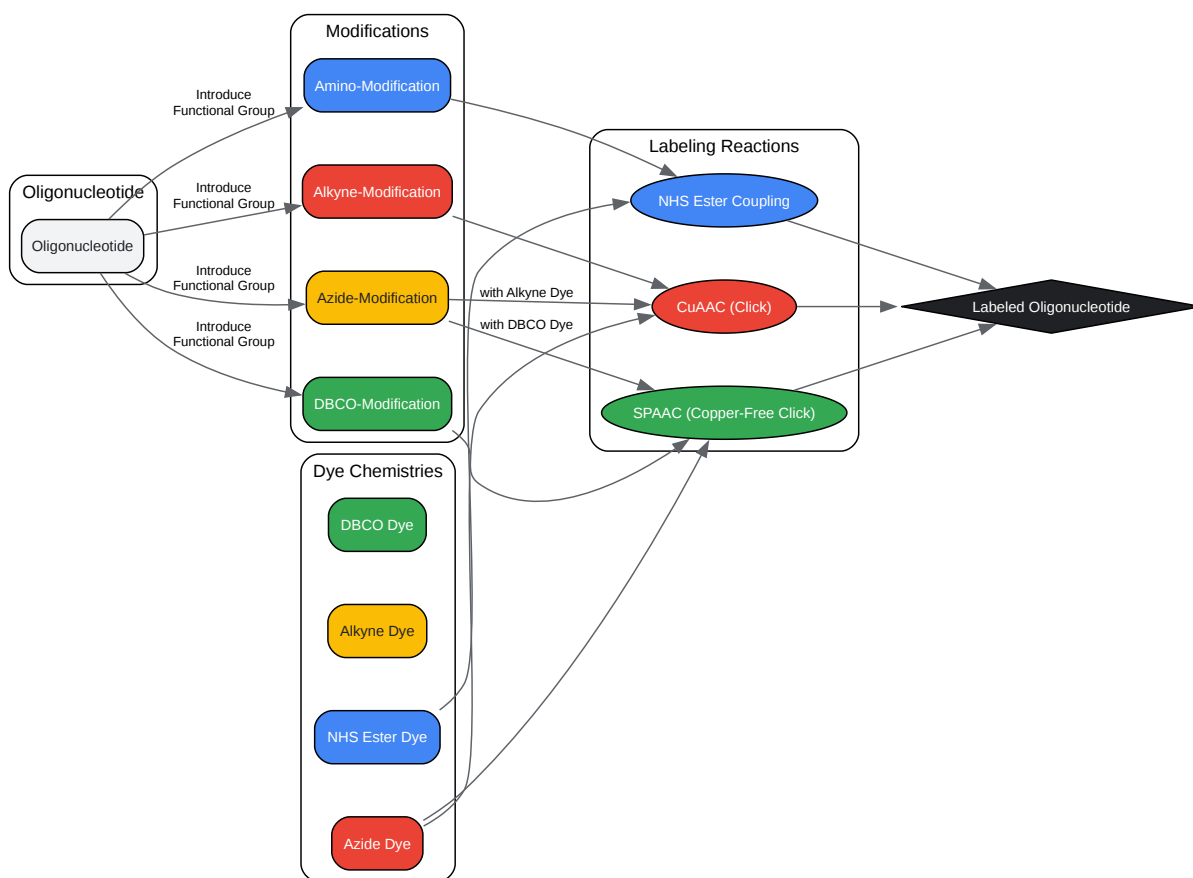 Oligonucleotide
Oligonucleotide
Introduce
Functional Group
Introduce
Functional Group
Introduce
Functional Group
Introduce
Functional Group
Modifications
Amino-Modification
Alkyne-Modification
Azide-Modification
DBCO-Modification
Dye Chemistries
DBCO Dye
Alkyne Dye
NHS Ester Dye
Azide Dye
with Alkyne Dye
with DBCO Dye
Labeling Reactions
NHS Ester Coupling
CuAAC (Click)
SPAAC (Copper-Free Click)
Labeled Oligonucleotide